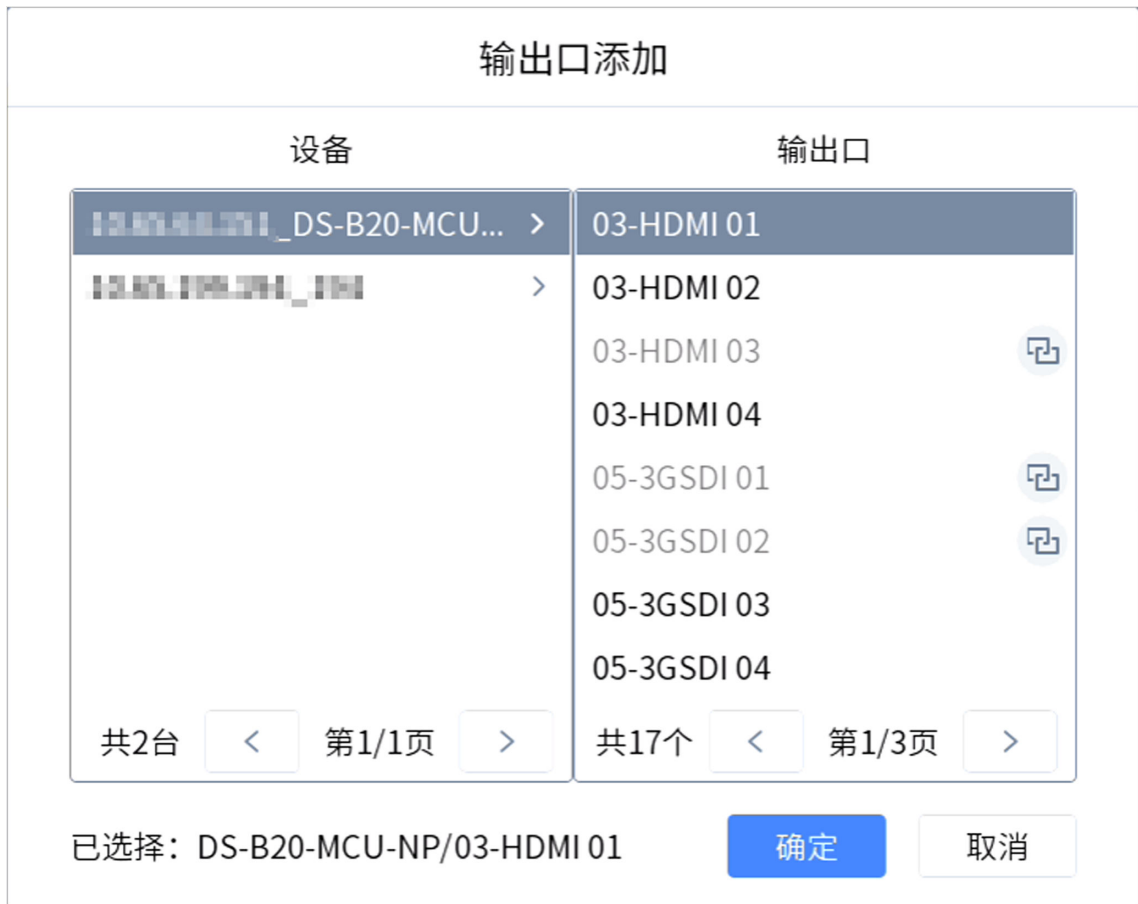 输出口添加
设备
输出口
_DS-B20-MCU...
03-HDMI 01
03-HDMI 02
03-HDMI 03
03-HDMI 04
05-3GSDI 01
05-3GSDI 02
05-3GSDI 03
05-3GSDI 04
共2台 < 第1/1页 >
共17个 < 第1/3页 >
已选择：DS-B20-MCU-NP/03-HDMI 01
确定
取消